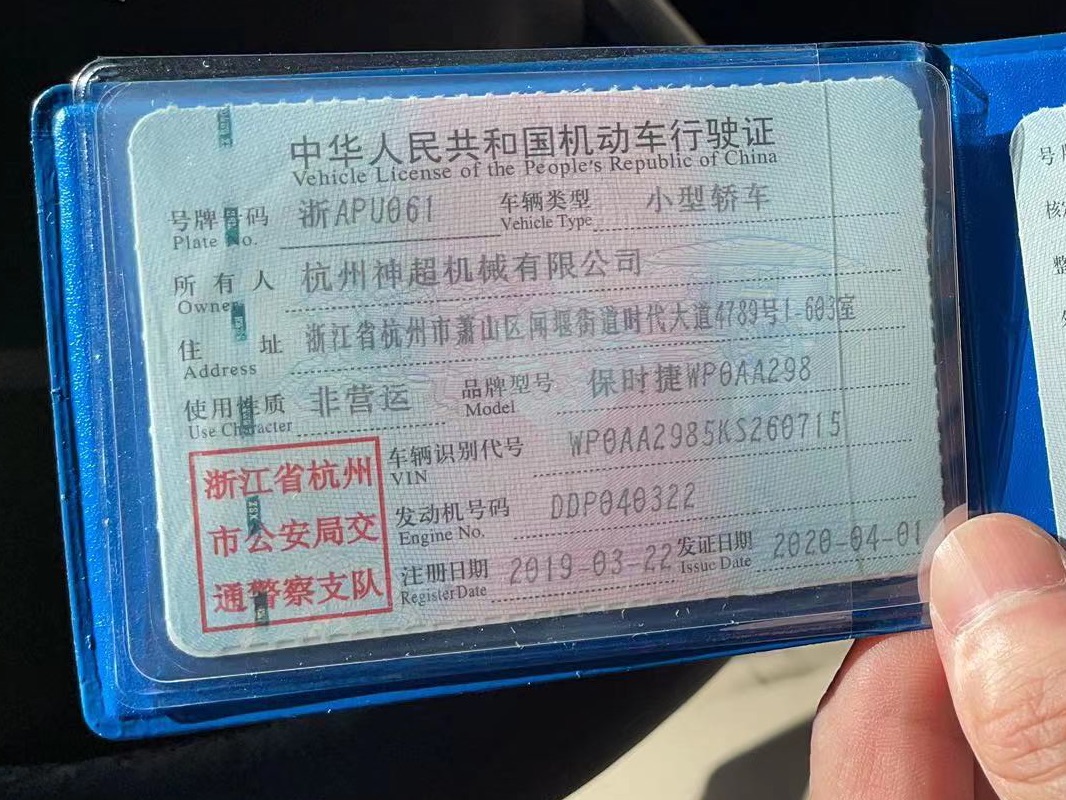 中华人民共和国机动车行驶证
Vehicle License of the People's Republic of China
号牌号码 浙APU061 车辆类型 小型轿车
Plate No. Vehicle Type
所有人 杭州神超机械有限公司
Owner
住址 浙江省杭州市萧山区闻堰街道时代大道4789号1-603室
Address
使用性质 非营运 品牌型号 保时捷WP0AA298
Use Character Model
车辆识别代号 WP0AA2985KS260715
VIN
发动机号码 DDP040322
Engine No.
注册日期 2019-03-22 发证日期 2020-04-01
Register Date Issue Date
浙江省杭州
市公安局交
通警察支队
号
核
整